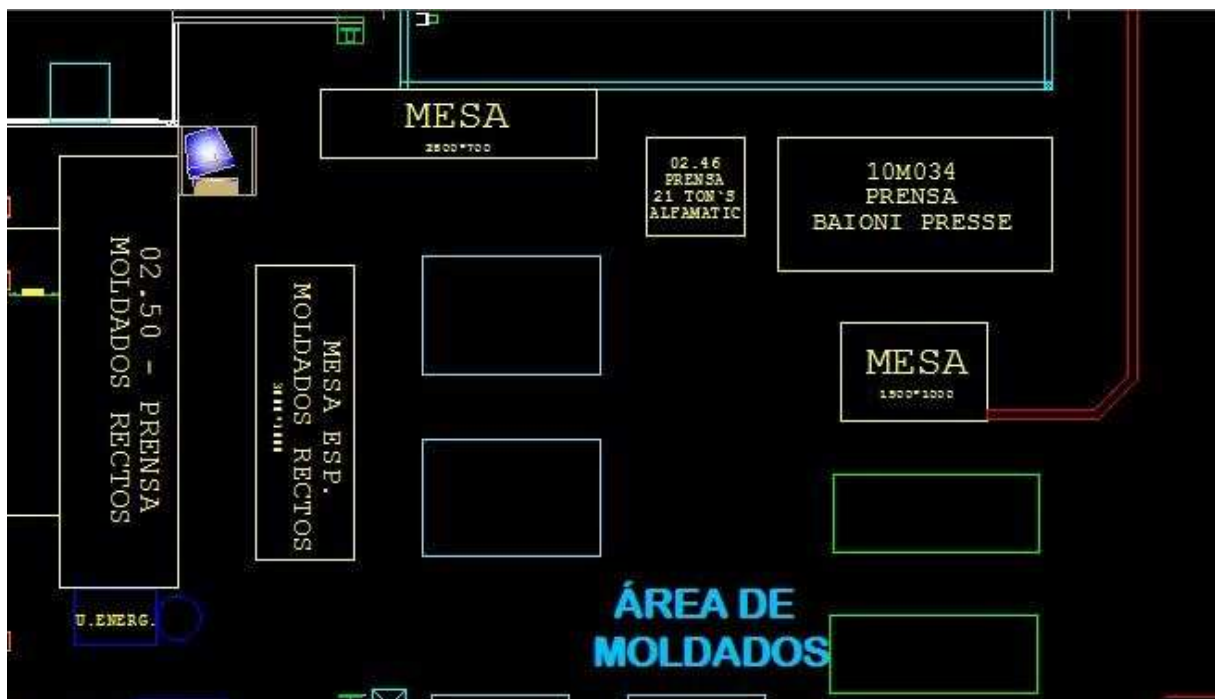 MESA
2800*700
02.46
PRENSA
21 TON`S
ALFAMATIC
10M034
PRENSA
BAIONI PRESSE
02.50 - PRENSA
MOLDADOS RECTOS
MESA ESP.
MOLDADOS RECTOS
MESA
1500*1000
U.ENERG.
ÁREA DE
MOLDADOS